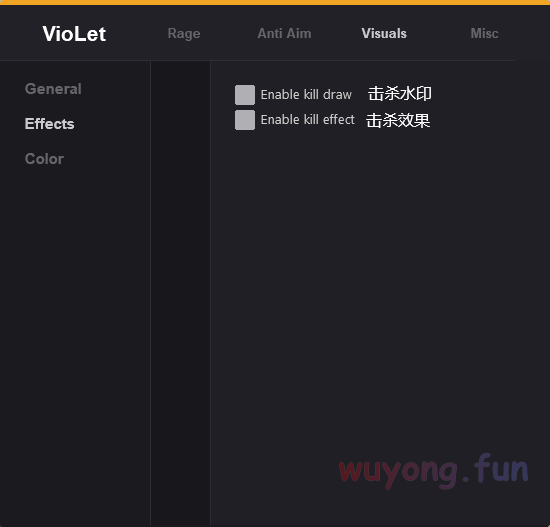 VioLet Rage Anti Aim Visuals Misc
General
Effects
Color
Enable kill draw 击杀水印
Enable kill effect 击杀效果
wuyong.fun